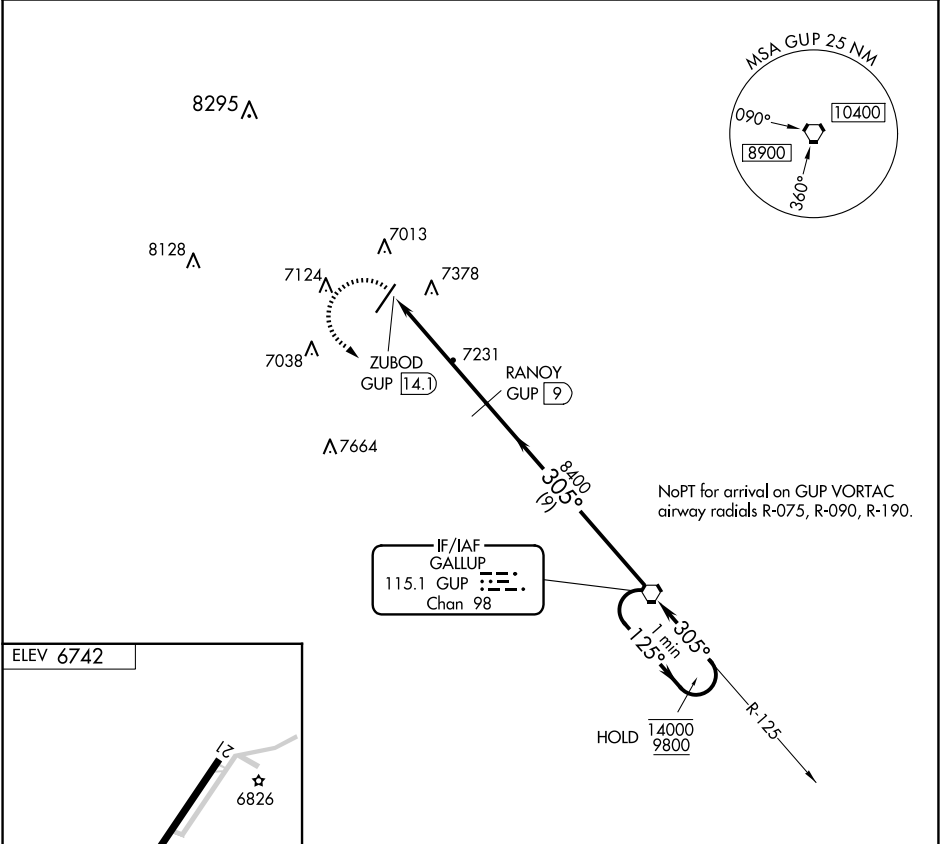 MSA GUP 25 NM
090°
10400
8900
360°
8295
8128
7013
7124
7378
7038
7231
ZUBOD
GUP 14.1
RANOY
GUP 9
7664
8400
305°
(9)
NoPT for arrival on GUP VORTAC
airway radials R-075, R-090, R-190.
IF/IAF
GALLUP
115.1 GUP
Chan 98
305°
1 min
125°
R-125
HOLD 14000
9800
ELEV 6742
21
6826